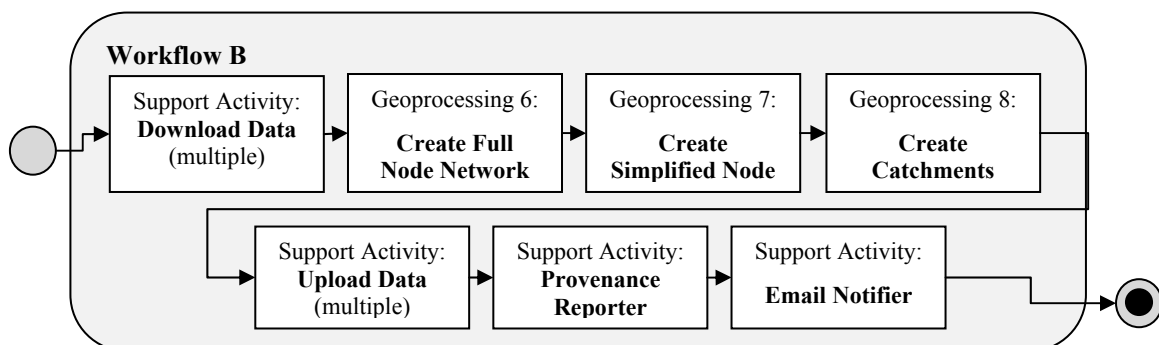 Workflow B
Support Activity:
Download Data
(multiple)
Geoprocessing 6:
Create Full
Node Network
Geoprocessing 7:
Create
Simplified Node
Geoprocessing 8:
Create
Catchments
Support Activity:
Upload Data
(multiple)
Support Activity:
Provenance
Reporter
Support Activity:
Email Notifier